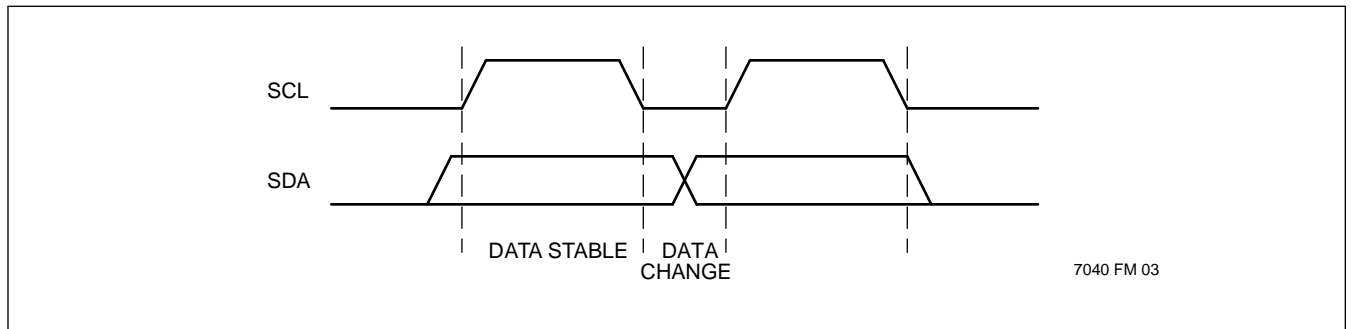 SCL
SDA
DATA STABLE
DATA
CHANGE
7040 FM 03